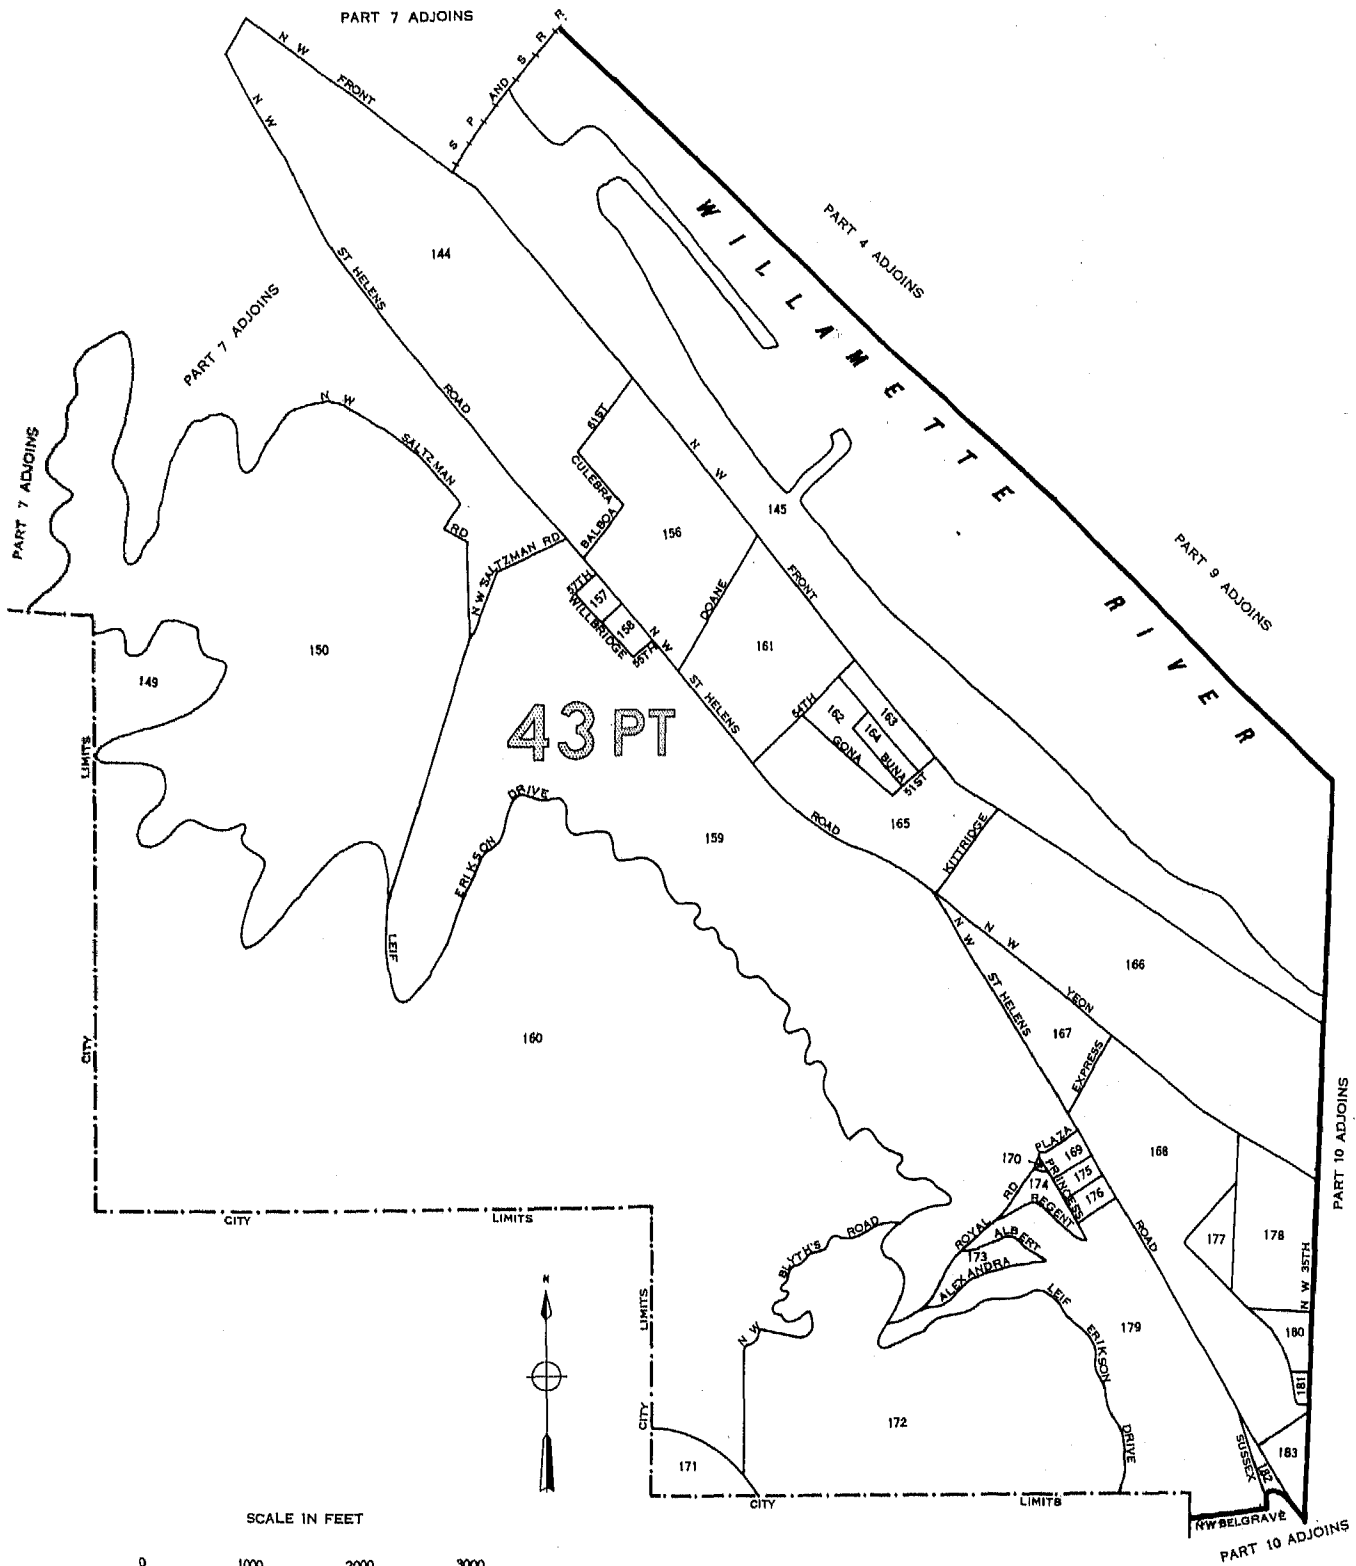 PART 7 ADJOINS
N W
FRONT
S P AND S R R.
N W
WILLAMETTE RIVER
PART 4 ADJOINS
144
ST HELENS
PART 7 ADJOINS
ROAD
N W
SALTZMAN
RD
PART 7 ADJOINS
61ST
CULEBRA
BALBOA
N W
145
156
FRONT
DOANE
PART 9 ADJOINS
N W SALTZMAN RD
57TH
157
WILLBRIDGE
158
55TH
N W
ST HELENS
161
150
149
54TH
162
163
164
GONA
BUNA
51ST
43 PT
LIMITS
DRIVE
ERIKSON
159
ROAD
165
KITTRIDGE
LEIF
N W
N W
YEON
166
ST HELENS
167
EXPRESS
CITY
160
PART 10 ADJOINS
PLAZA
169
170
PRINCESS
175
174
176
168
RD
REGENT
ROYAL
ALBERT
173
ALEXANDRA
ROAD
177
178
N W 35TH
CITY
LIMITS
BLYTH'S ROAD
N W
N
LIMITS
LEIF
ERIKSON
179
180
181
CITY
172
DRIVE
SUSSEX
182
183
171
CITY
LIMITS
NW BELGRAVE
PART 10 ADJOINS
SCALE IN FEET
0 1000 2000 3000